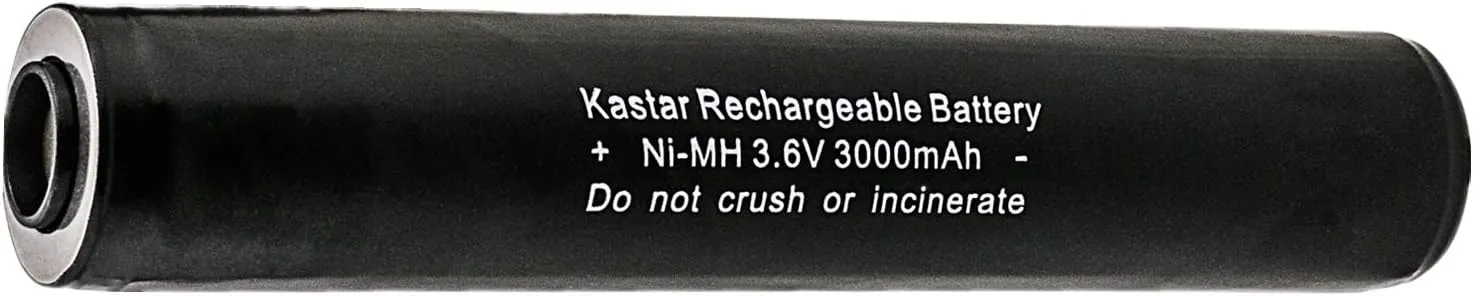 Kastar Rechargeable Battery
+ Ni-MH 3.6V 3000mAh -
Do not crush or incinerate